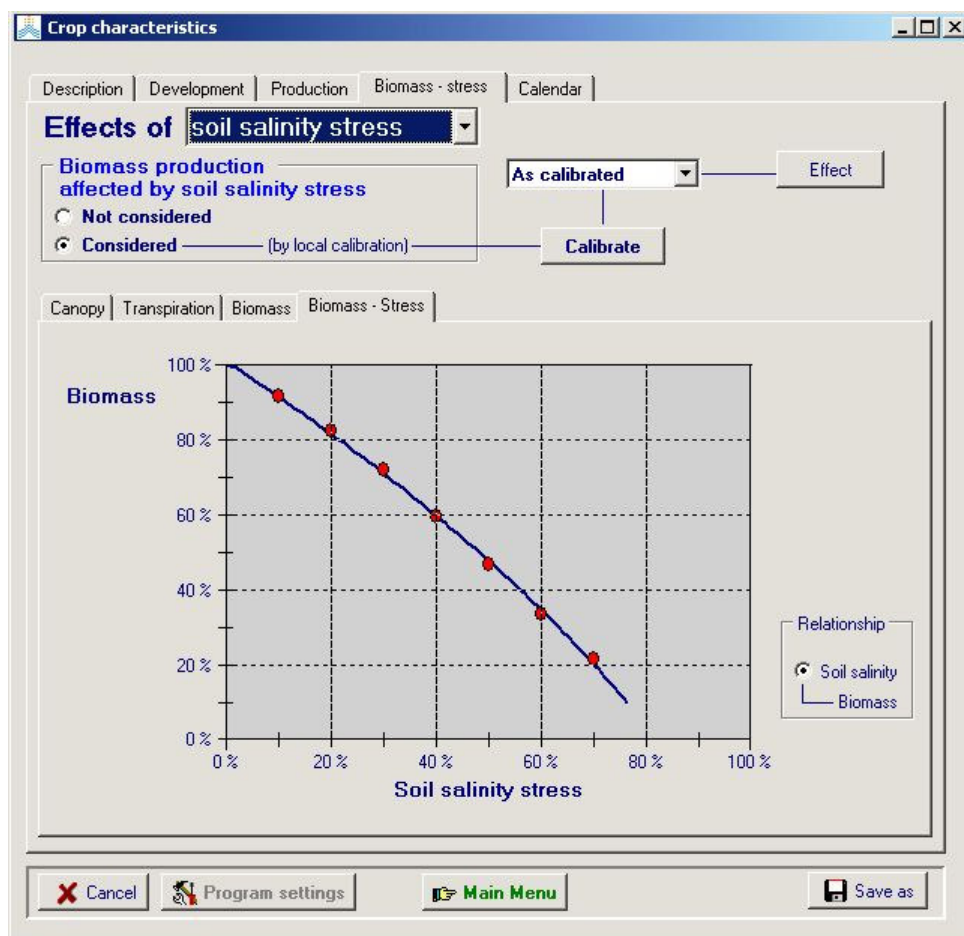 Crop characteristics
Description Development Production Biomass - stress Calendar
Effects of soil salinity stress
Biomass production
affected by soil salinity stress
Not considered
Considered (by local calibration)
As calibrated
Effect
Calibrate
Canopy Transpiration Biomass Biomass - Stress
Biomass
100 %
80 %
60 %
40 %
20 %
0 %
0 % 20 % 40 % 60 % 80 % 100 %
Soil salinity stress
Relationship
Soil salinity
Biomass
Cancel Program settings Main Menu Save as